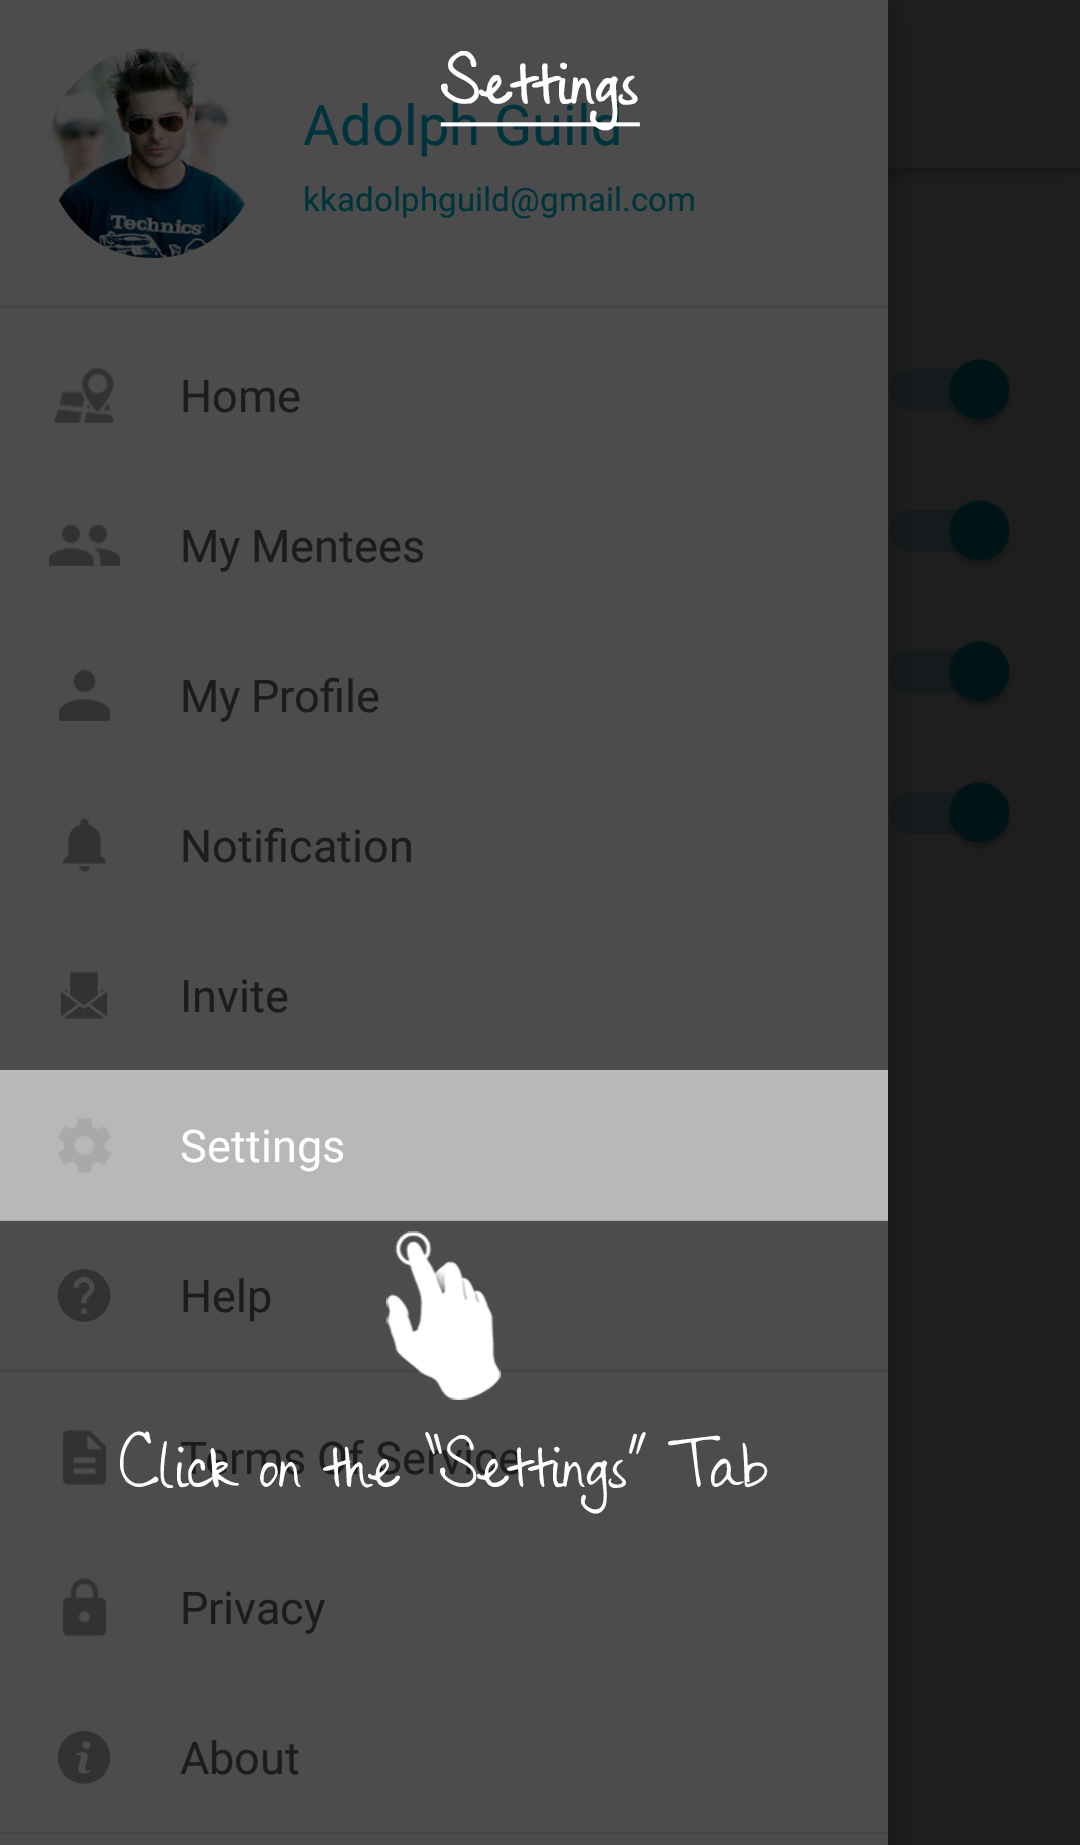 Settings
Adolph Guild
kkadolphguild@gmail.com
Technics
Home
My Mentees
My Profile
Notification
Invite
Settings
Help
Terms Of Service
Click on the "Settings" Tab
Privacy
About